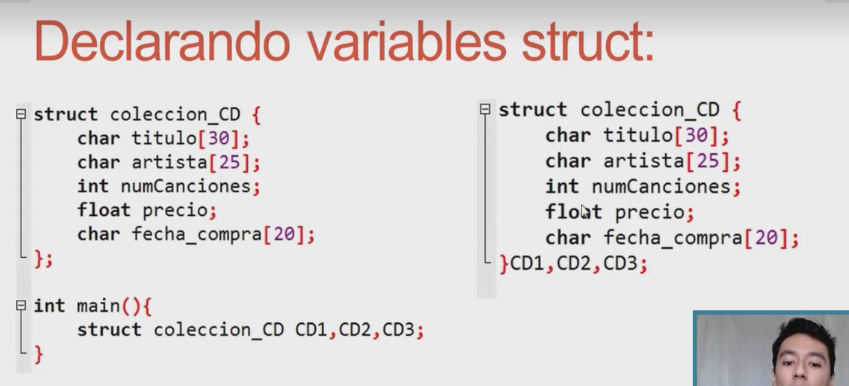 Declarando variables struct:
struct coleccion_CD {
char titulo[30];
char artista[25];
int numCanciones;
float precio;
char fecha_compra[20];
};
int main(){
struct coleccion_CD CD1,CD2,CD3;
}
struct coleccion_CD {
char titulo[30];
char artista[25];
int numCanciones;
float precio;
char fecha_compra[20];
}CD1,CD2,CD3;